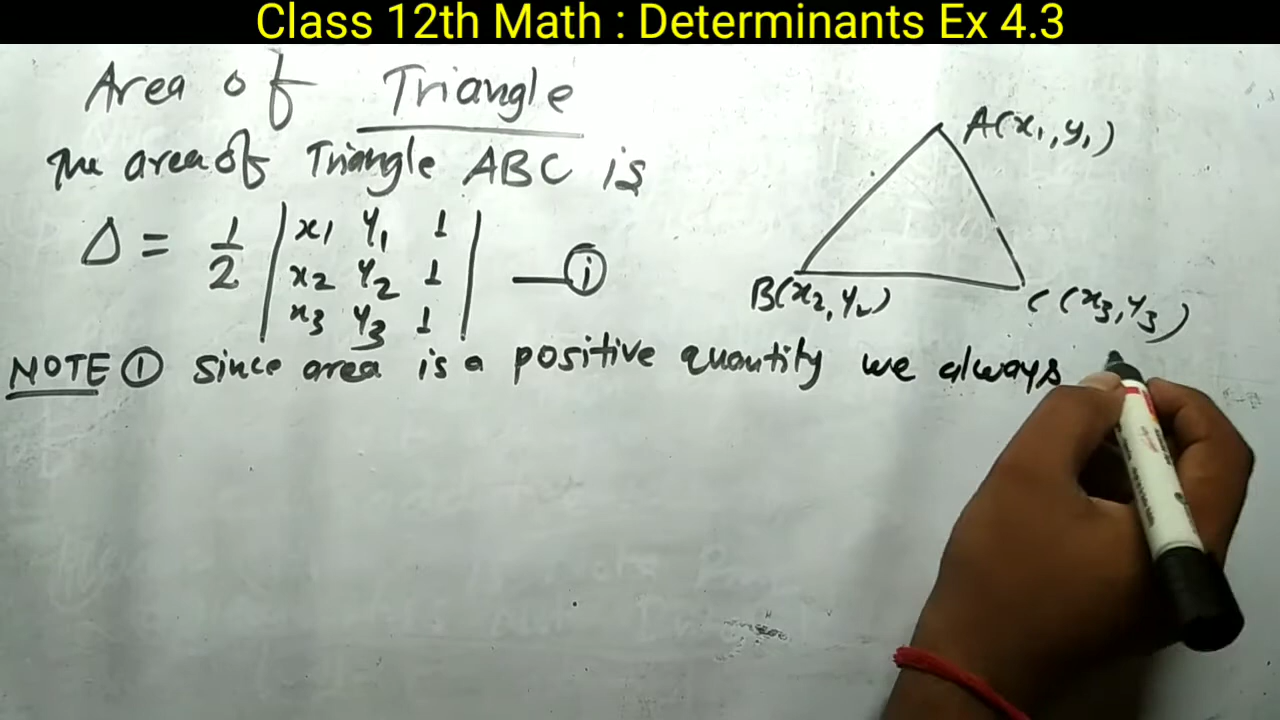 Class 12th Math : Determinants Ex 4.3
Area of Triangle
The area of Triangle ABC is
Δ = 1/2 | x1 y1 1 |
| x2 y2 1 |
| x3 y3 1 | — (i)
A(x1, y1)
B(x2, y2)
C(x3, y3)
NOTE ① since area is a positive quantity we always